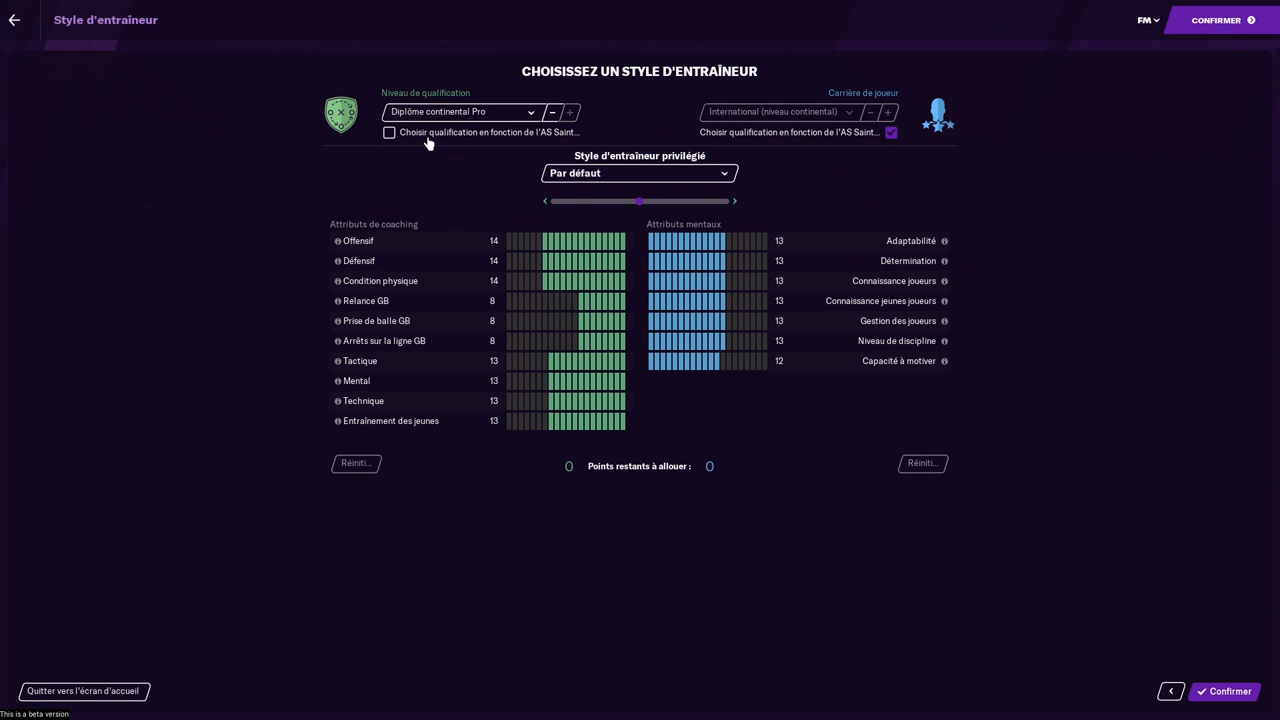 Style d'entraîneur
FM
CONFIRMER
CHOISISSEZ UN STYLE D'ENTRAÎNEUR
Niveau de qualification
Carrière de joueur
Diplôme continental Pro
International (niveau continental)
Choisir qualification en fonction de l'AS Saint...
Choisir qualification en fonction de l'AS Saint...
Style d'entraîneur privilégié
Par défaut
Attributs de coaching
Attributs mentaux
Offensif 14
13 Adaptabilité
Défensif 14
13 Détermination
Condition physique 14
13 Connaissance joueurs
Relance GB 8
13 Connaissance jeunes joueurs
Prise de balle GB 8
13 Gestion des joueurs
Arrêts sur la ligne GB 8
13 Niveau de discipline
Tactique 13
12 Capacité à motiver
Mental 13
Technique 13
Entraînement des jeunes 13
Réiniti...
0 Points restants à allouer : 0
Réiniti...
Quitter vers l'écran d'accueil
Confirmer
This is a beta version